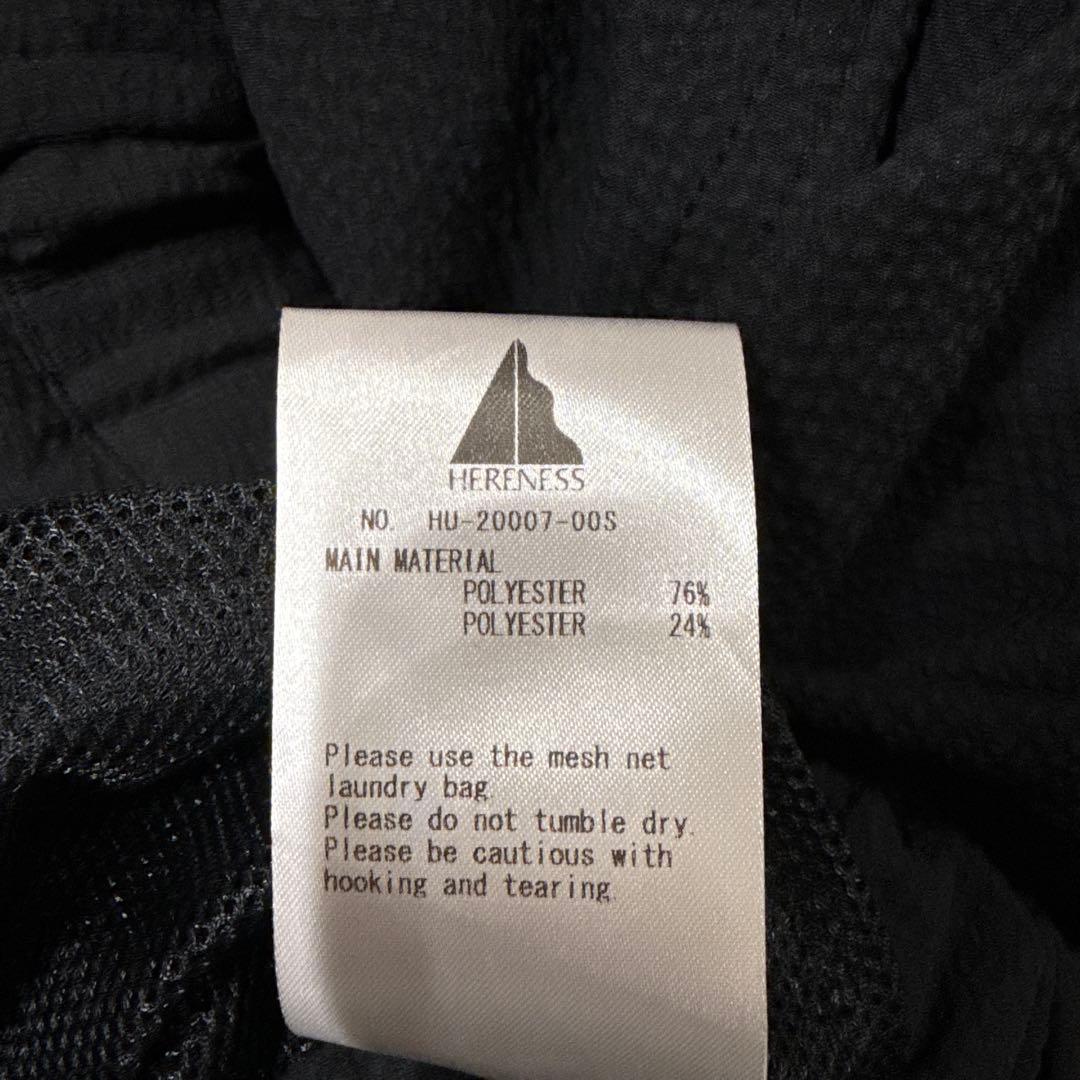 HERENESS
NO. HU-20007-00S
MAIN MATERIAL
POLYESTER 76%
POLYESTER 24%
Please use the mesh net
laundry bag.
Please do not tumble dry.
Please be cautious with
hooking and tearing.